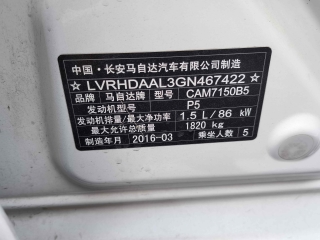 中国·长安马自达汽车有限公司制造
☆LVRHDAAL3GN467422☆
品牌 马自达牌 型号 CAM7150B5
发动机型号 P5
发动机排量/最大净功率 1.5 L/86 kW
最大允许总质量 1820 kg
制造年月 2016-03 乘坐人数 5